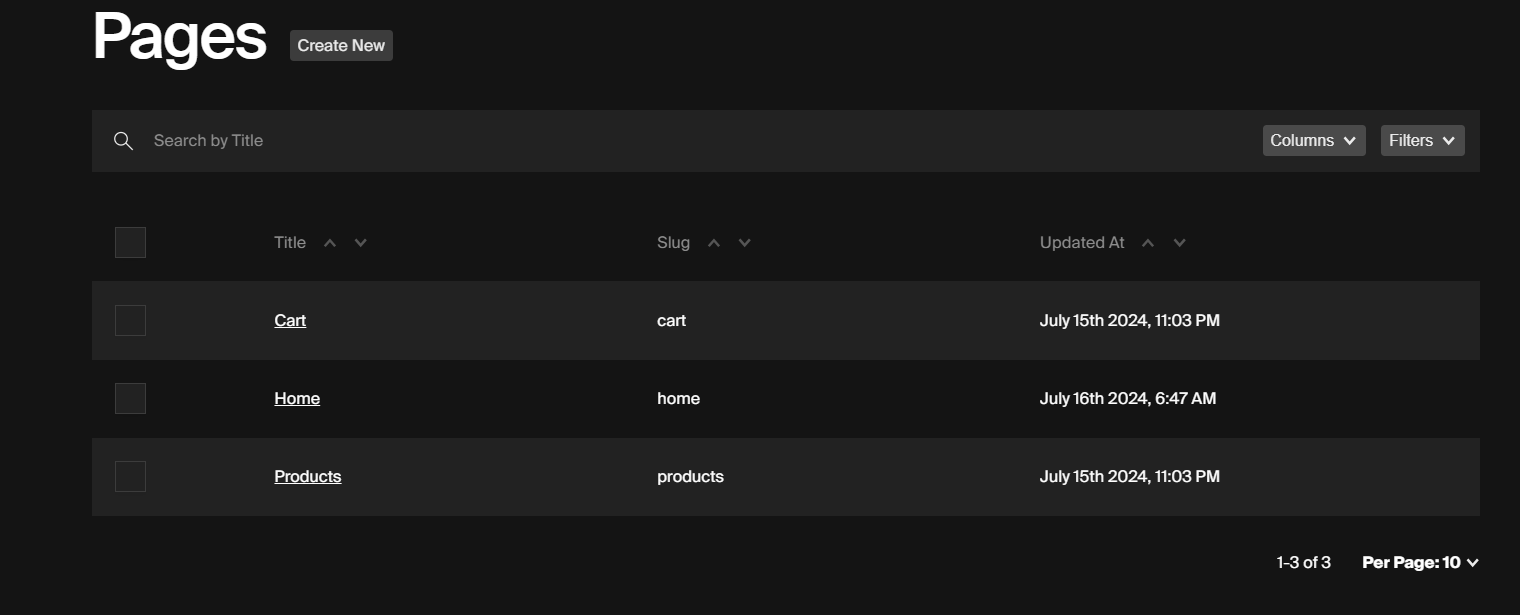 Pages Create New
Search by Title Columns Filters
Title Slug Updated At
Cart cart July 15th 2024, 11:03 PM
Home home July 16th 2024, 6:47 AM
Products products July 15th 2024, 11:03 PM
1-3 of 3 Per Page: 10